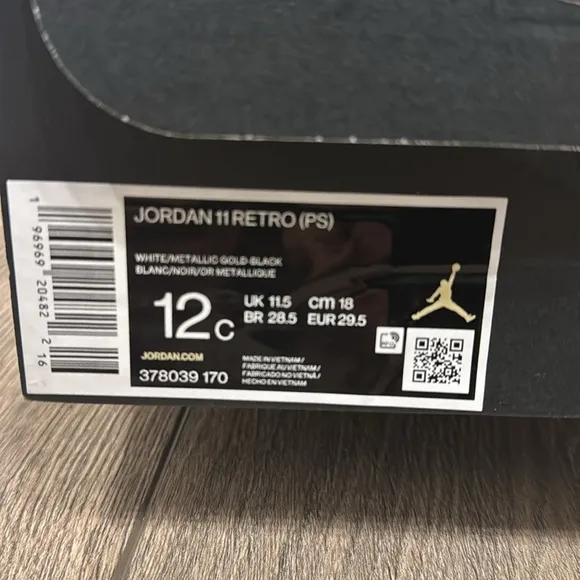 JORDAN 11 RETRO (PS)
WHITE/METALLIC GOLD-BLACK
BLANC/NOIR/OR METALLIQUE
12C
UK 11.5 cm 18
BR 28.5 EUR 29.5
JORDAN.COM
378039 170
MADE IN VIETNAM/
FABRIQUE AU VIETNAM/
FABRICADO NO VIETNÃ/
HECHO EN VIETNAM
1 96969 20482 2 16